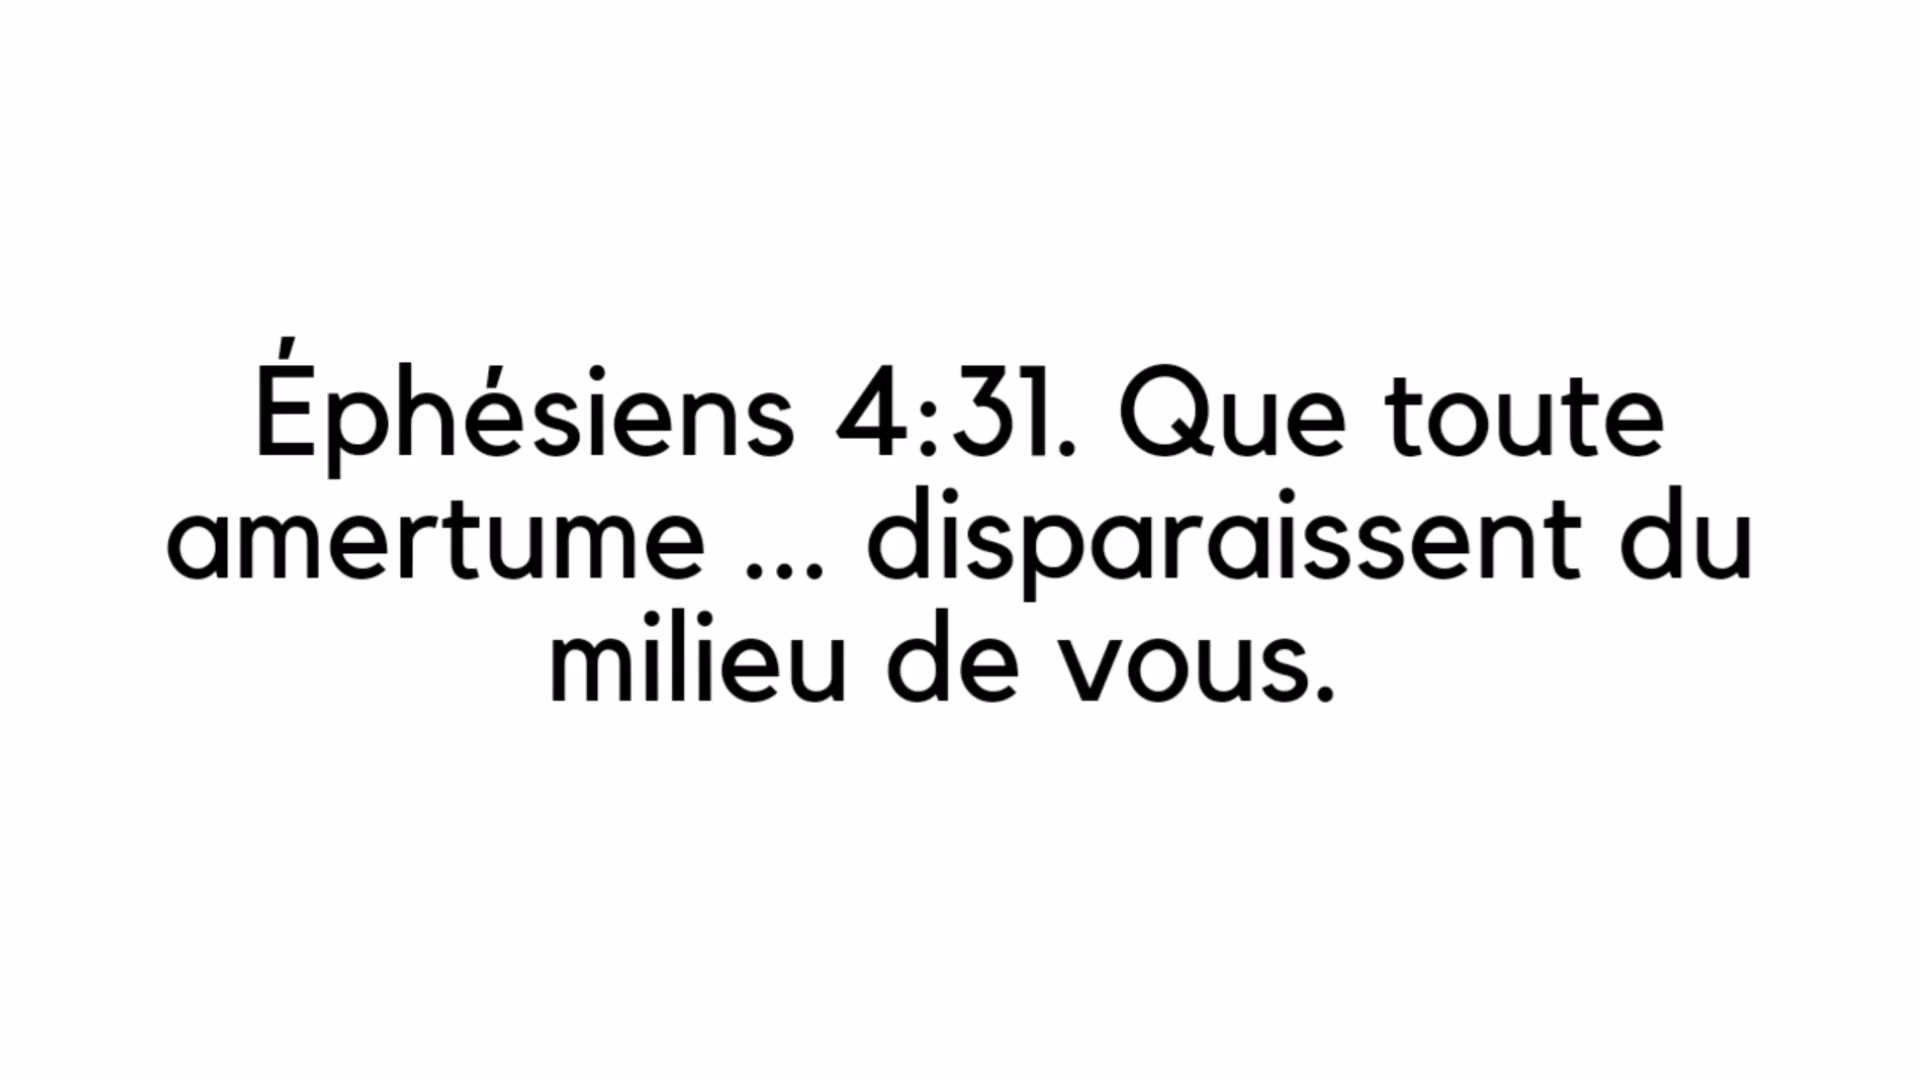 Éphésiens 4:31. Que toute
amertume ... disparaissent du
milieu de vous.